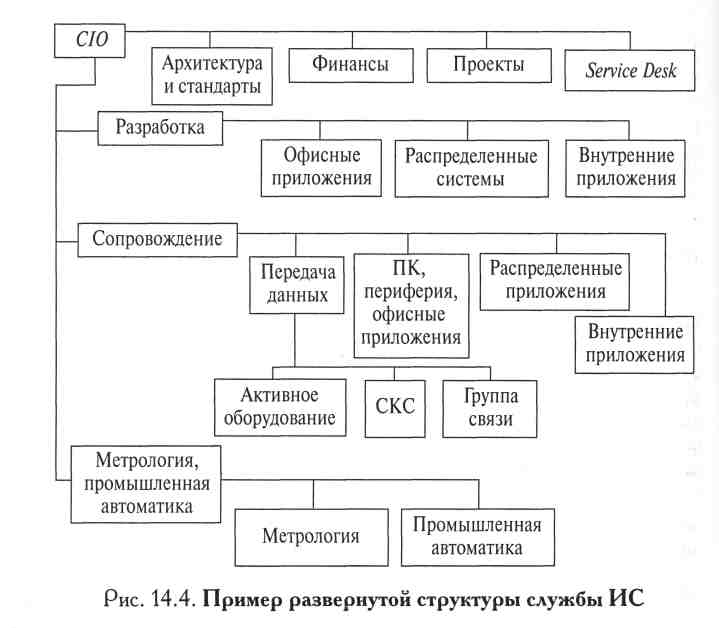 CIO
Архитектура
и стандарты
Финансы
Проекты
Service Desk
Разработка
Офисные
приложения
Распределенные
системы
Внутренние
приложения
Сопровождение
Передача
данных
ПК,
периферия,
офисные
приложения
Распределенные
приложения
Внутренние
приложения
Активное
оборудование
СКС
Группа
связи
Метрология,
промышленная
автоматика
Метрология
Промышленная
автоматика
Рис. 14.4. Пример развернутой структуры службы ИС